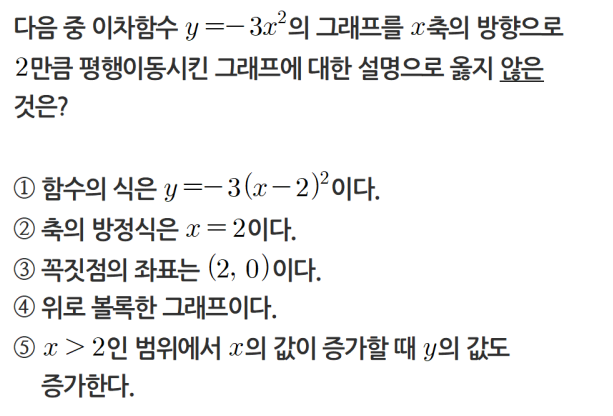 다음 중 이차함수 y=-3x²의 그래프를 x축의 방향으로
2만큼 평행이동시킨 그래프에 대한 설명으로 옳지 않은
것은?
① 함수의 식은 y=-3(x-2)²이다.
② 축의 방정식은 x=2이다.
③ 꼭짓점의 좌표는 (2, 0)이다.
④ 위로 볼록한 그래프이다.
⑤ x>2인 범위에서 x의 값이 증가할 때 y의 값도
증가한다.